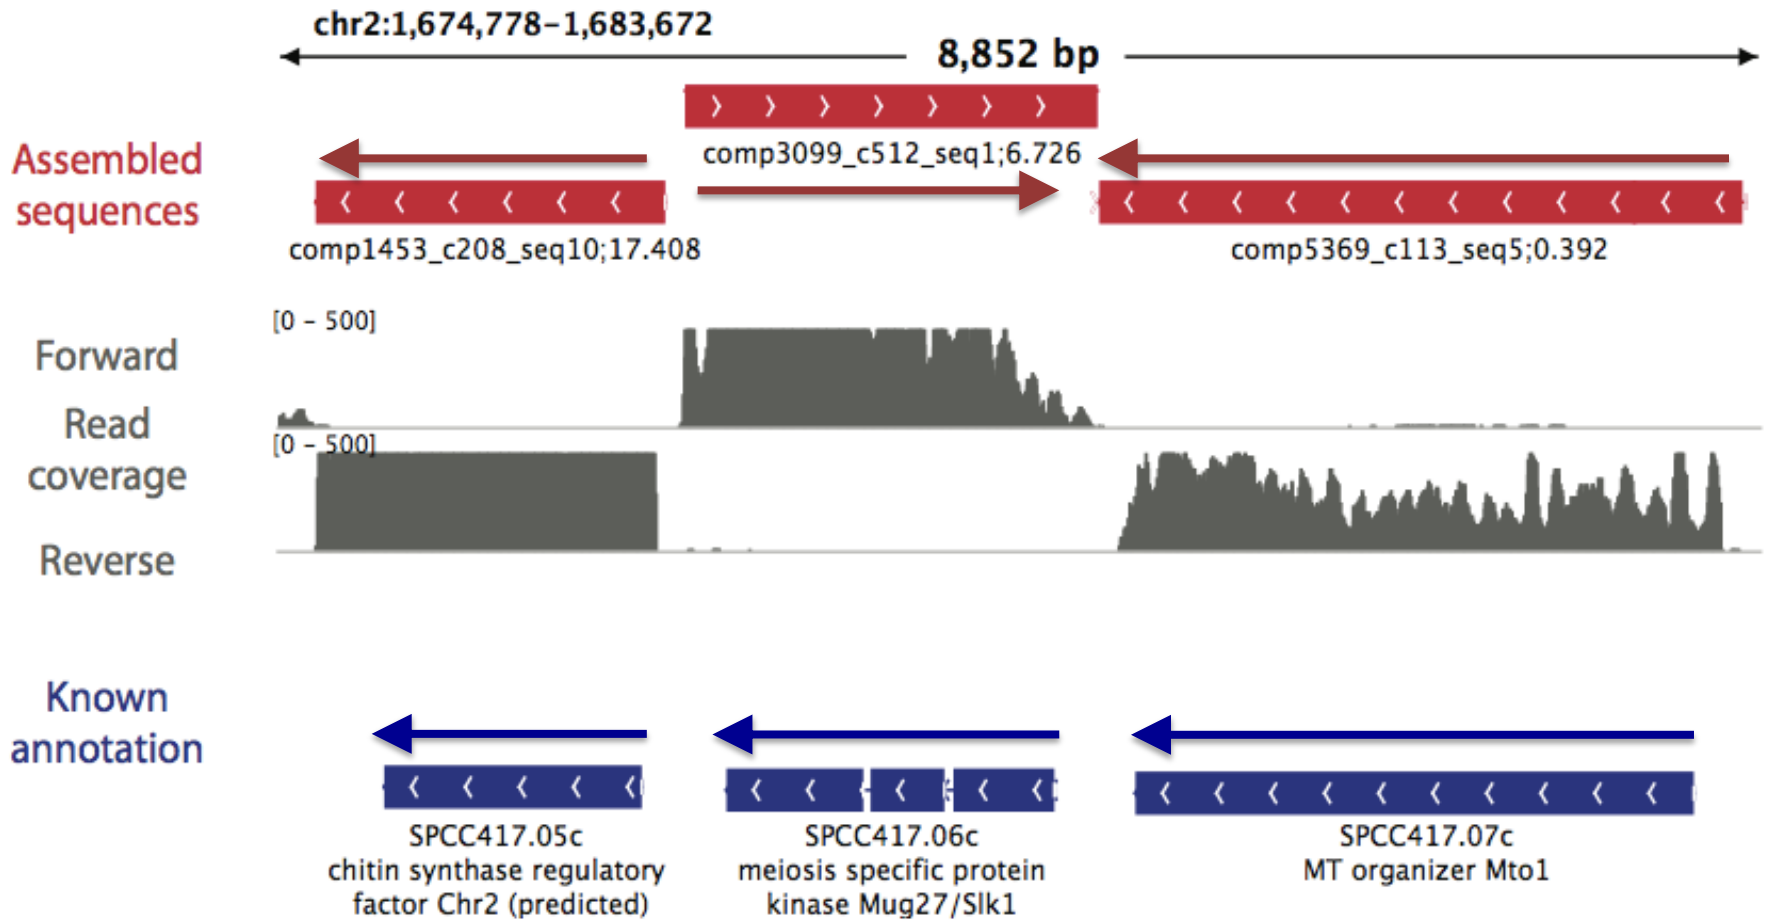 chr2:1,674,778–1,683,672
8,852 bp
Assembled
sequences
comp3099_c512_seq1;6.726
comp1453_c208_seq10;17.408
comp5369_c113_seq5;0.392
[0 – 500]
Forward
Read
coverage
[0 – 500]
Reverse
Known
annotation
SPCC417.05c
chitin synthase regulatory
factor Chr2 (predicted)
SPCC417.06c
meiosis specific protein
kinase Mug27/Slk1
SPCC417.07c
MT organizer Mto1